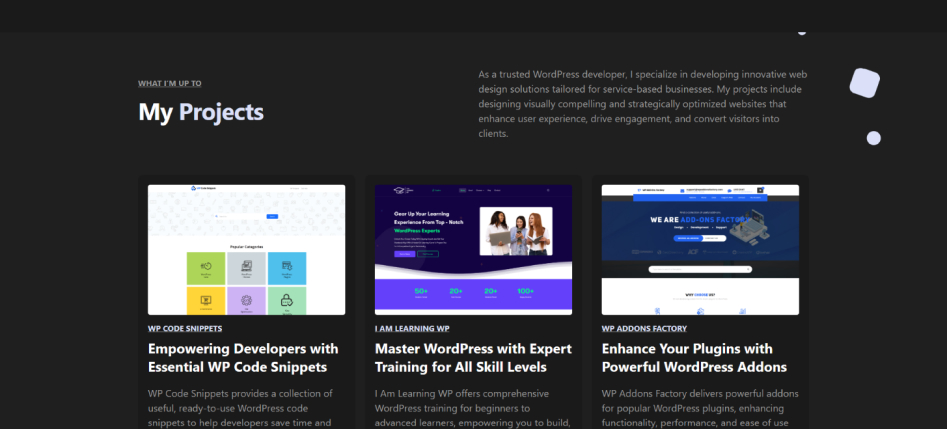 WHAT I'M UP TO
My Projects
As a trusted WordPress developer, I specialize in developing innovative web
design solutions tailored for service-based businesses. My projects include
designing visually compelling and strategically optimized websites that
enhance user experience, drive engagement, and convert visitors into
clients.
Popular Categories
WP CODE SNIPPETS
Empowering Developers with
Essential WP Code Snippets
WP Code Snippets provides a collection of
useful, ready-to-use WordPress code
snippets to help developers save time and
Gear Up Your Learning
Experience From Top - Notch
WordPress Experts
50+
20+
20+
100+
I AM LEARNING WP
Master WordPress with Expert
Training for All Skill Levels
I Am Learning WP offers comprehensive
WordPress training for beginners to
advanced learners, empowering you to build,
WE ARE ADD-ONS FACTORY
Design • Development • Support
WHY CHOOSE US?
WP ADDONS FACTORY
Enhance Your Plugins with
Powerful WordPress Addons
WP Addons Factory delivers powerful addons
for popular WordPress plugins, enhancing
functionality, performance, and ease of use